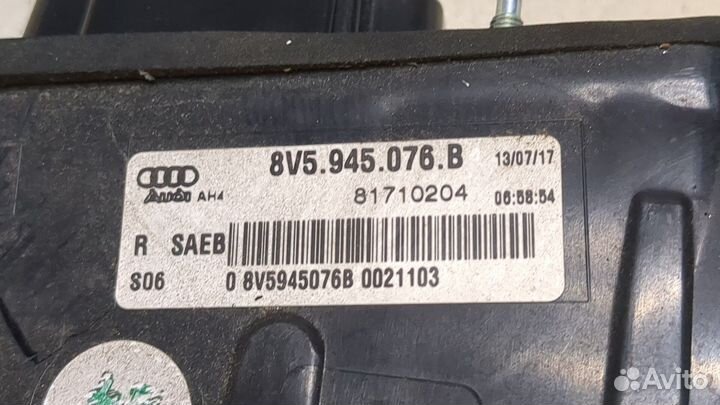 8V5.945.076.B 13/07/17
Audi AH4 81710204 06:58:54
R SAEB
S06 0 8V5945076B 0021103
Avito